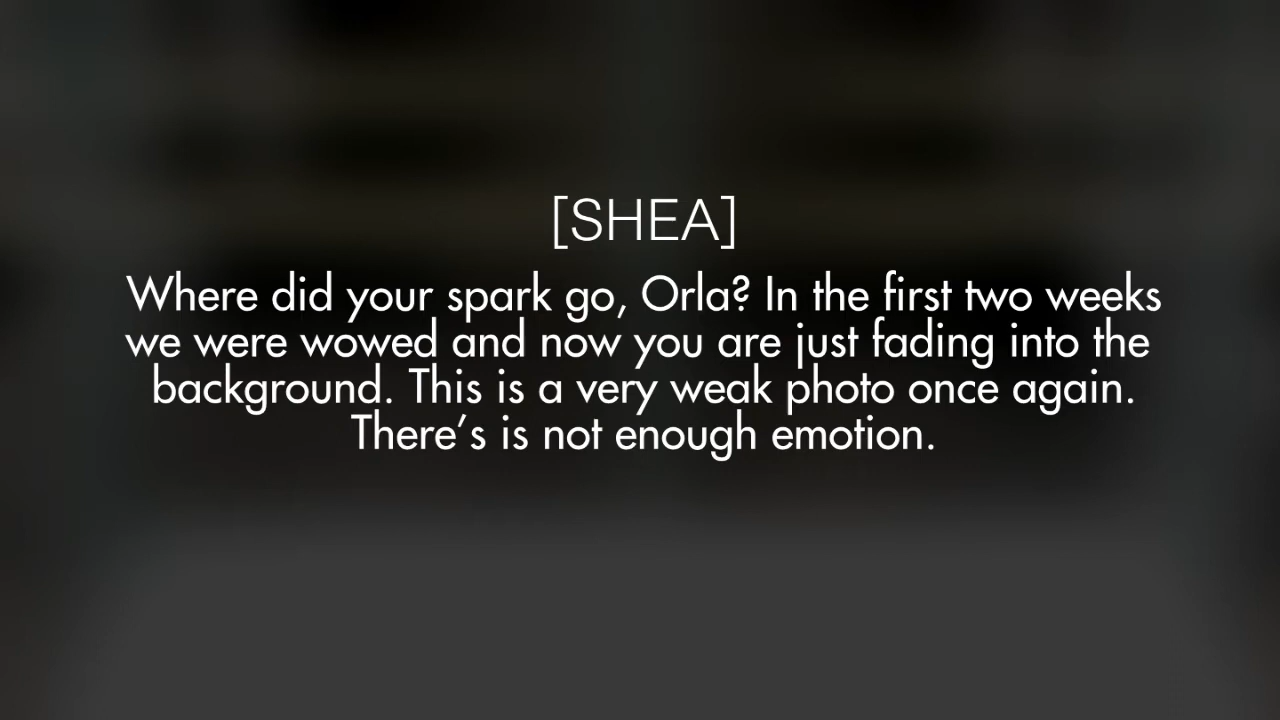 [SHEA]
Where did your spark go, Orla? In the first two weeks
we were wowed and now you are just fading into the
background. This is a very weak photo once again.
There’s is not enough emotion.